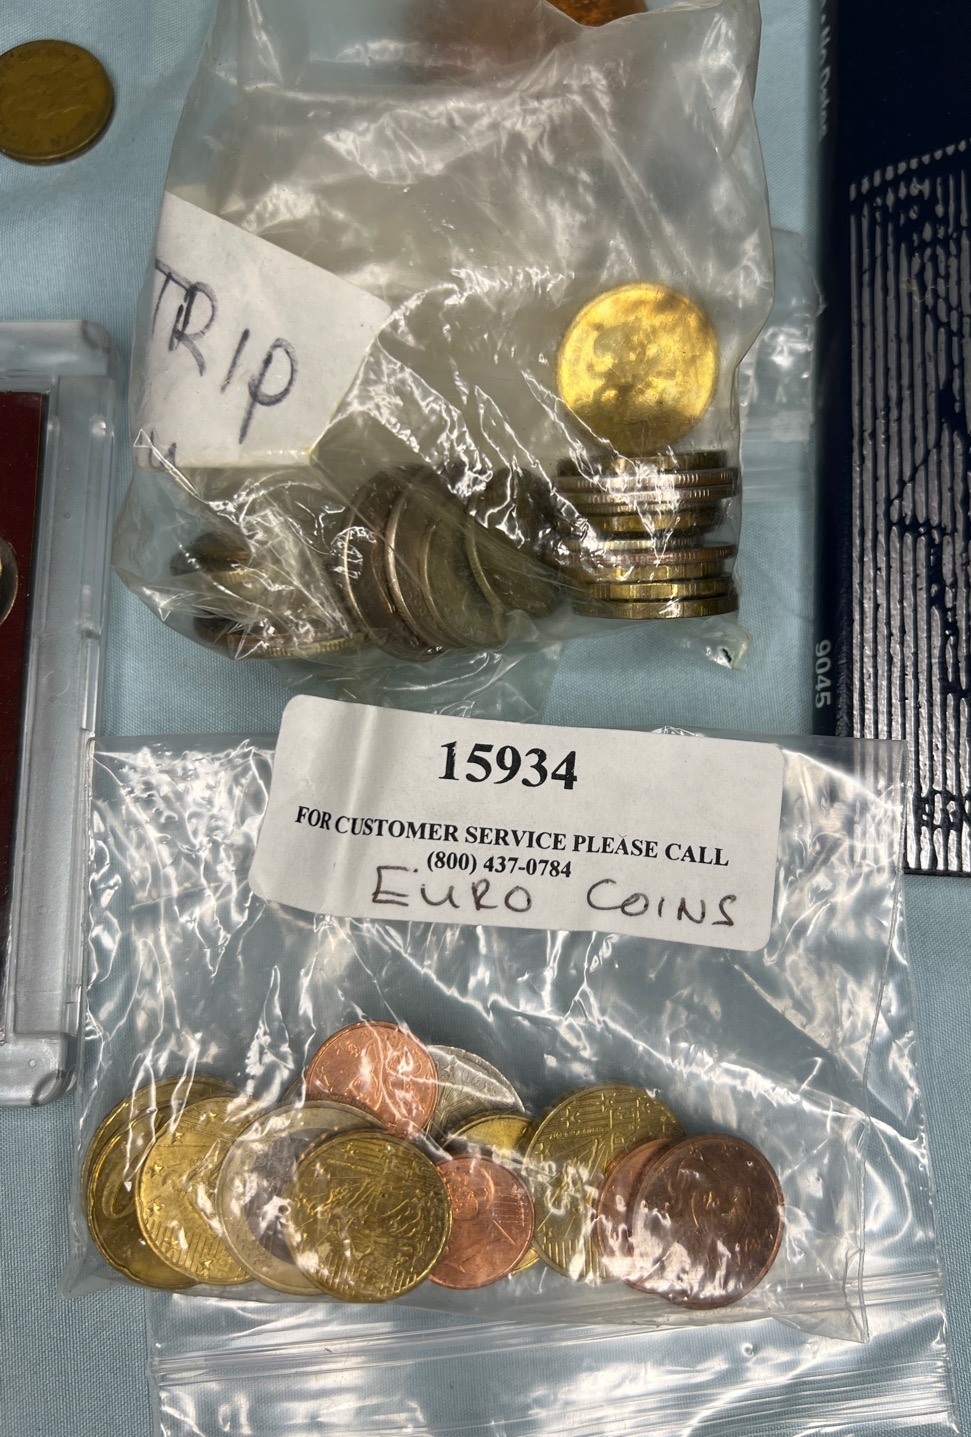 TRIP
9045
15934
FOR CUSTOMER SERVICE PLEASE CALL
(800) 437-0784
EURO COINS